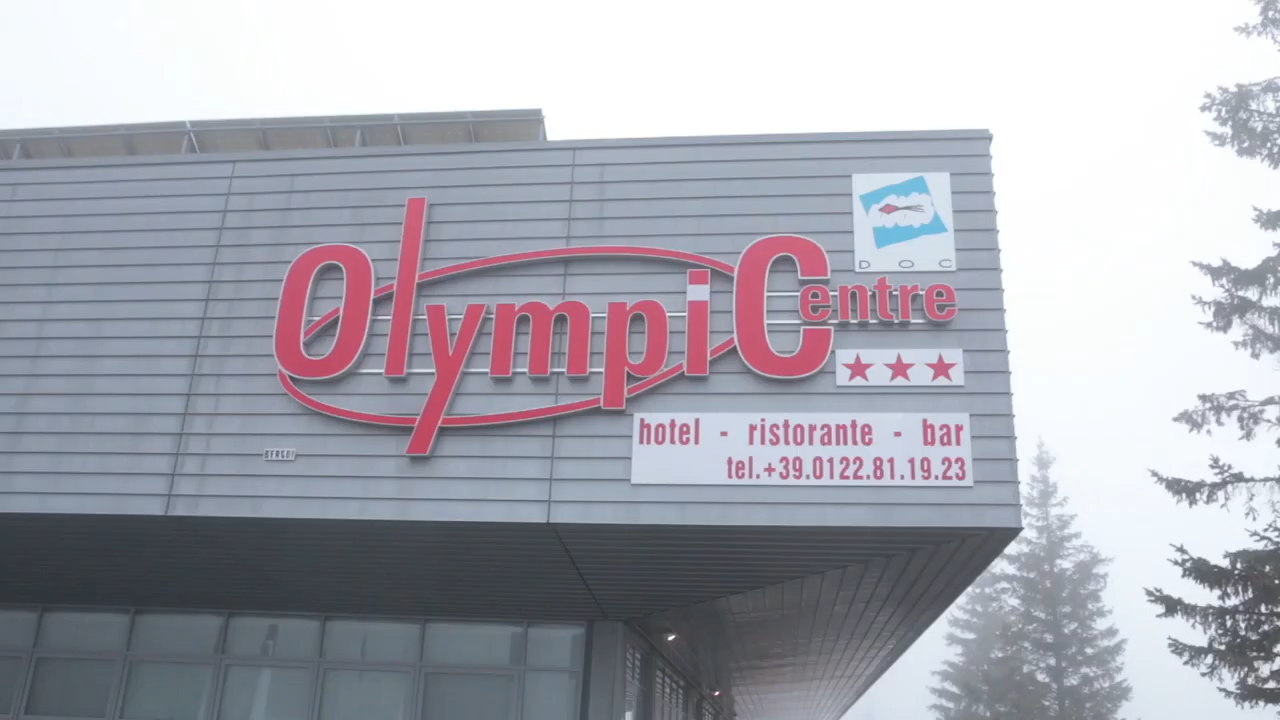 DOC
OlympiCentre
hotel - ristorante - bar
tel.+39.0122.81.19.23